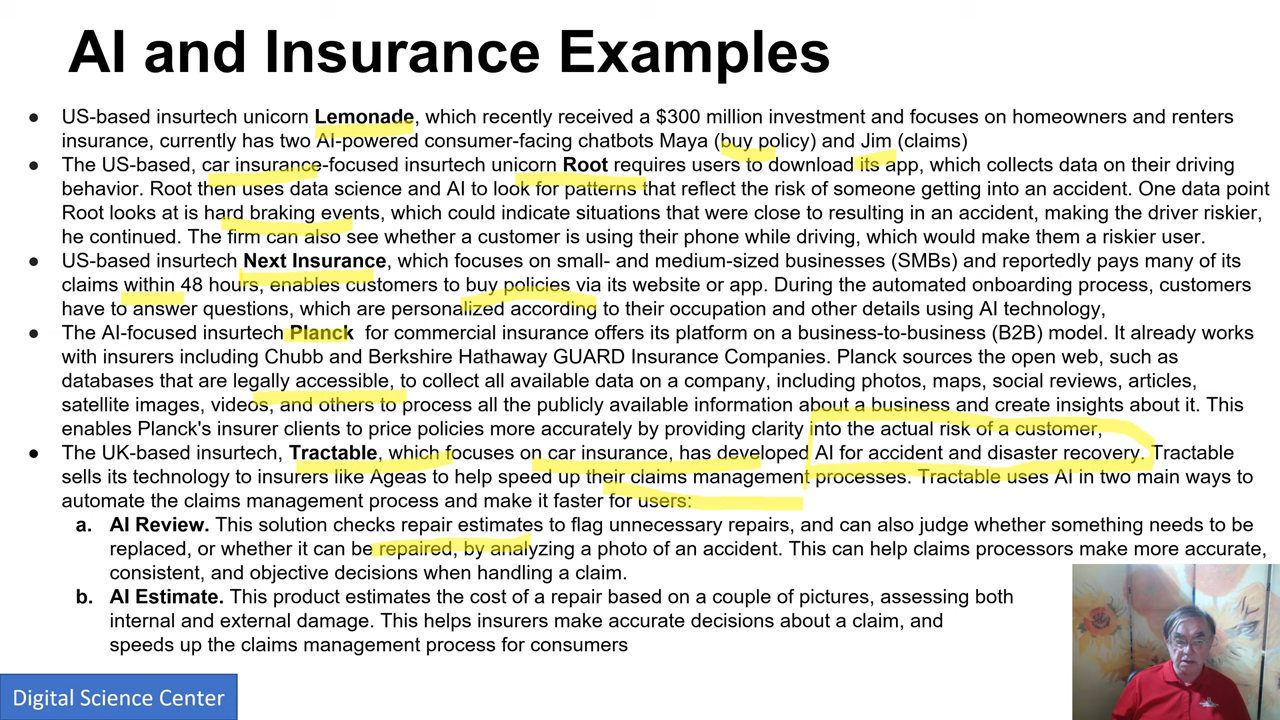 AI and Insurance Examples
● US-based insurtech unicorn Lemonade, which recently received a $300 million investment and focuses on homeowners and renters
insurance, currently has two AI-powered consumer-facing chatbots Maya (buy policy) and Jim (claims)
● The US-based, car insurance-focused insurtech unicorn Root requires users to download its app, which collects data on their driving
behavior. Root then uses data science and AI to look for patterns that reflect the risk of someone getting into an accident. One data point
Root looks at is hard braking events, which could indicate situations that were close to resulting in an accident, making the driver riskier,
he continued. The firm can also see whether a customer is using their phone while driving, which would make them a riskier user.
● US-based insurtech Next Insurance, which focuses on small- and medium-sized businesses (SMBs) and reportedly pays many of its
claims within 48 hours, enables customers to buy policies via its website or app. During the automated onboarding process, customers
have to answer questions, which are personalized according to their occupation and other details using AI technology,
● The AI-focused insurtech Planck for commercial insurance offers its platform on a business-to-business (B2B) model. It already works
with insurers including Chubb and Berkshire Hathaway GUARD Insurance Companies. Planck sources the open web, such as
databases that are legally accessible, to collect all available data on a company, including photos, maps, social reviews, articles,
satellite images, videos, and others to process all the publicly available information about a business and create insights about it. This
enables Planck's insurer clients to price policies more accurately by providing clarity into the actual risk of a customer,
● The UK-based insurtech, Tractable, which focuses on car insurance, has developed AI for accident and disaster recovery. Tractable
sells its technology to insurers like Ageas to help speed up their claims management processes. Tractable uses AI in two main ways to
automate the claims management process and make it faster for users:
a. AI Review. This solution checks repair estimates to flag unnecessary repairs, and can also judge whether something needs to be
replaced, or whether it can be repaired, by analyzing a photo of an accident. This can help claims processors make more accurate,
consistent, and objective decisions when handling a claim.
b. AI Estimate. This product estimates the cost of a repair based on a couple of pictures, assessing both
internal and external damage. This helps insurers make accurate decisions about a claim, and
speeds up the claims management process for consumers
Digital Science Center